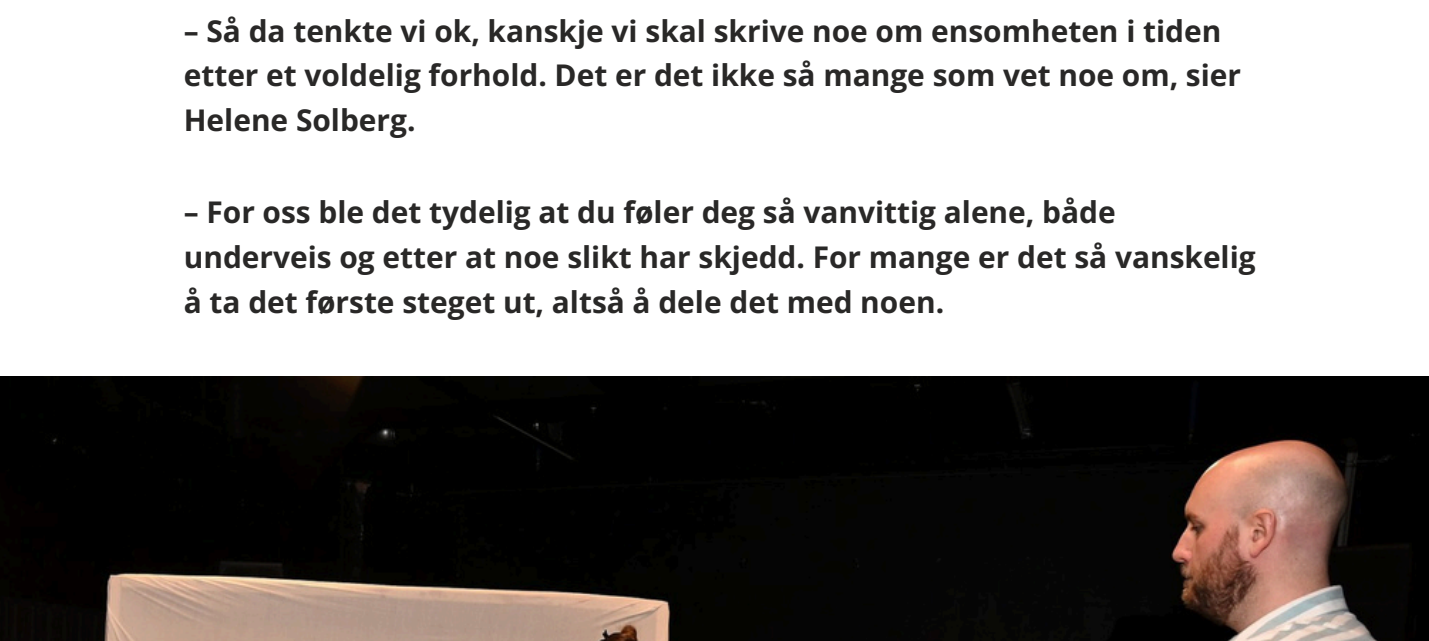 – Så da tenkte vi ok, kanskje vi skal skrive noe om ensomheten i tiden
etter et voldelig forhold. Det er det ikke så mange som vet noe om, sier
Helene Solberg.
– For oss ble det tydelig at du føler deg så vanvittig alene, både
underveis og etter at noe slikt har skjedd. For mange er det så vanskelig
å ta det første steget ut, altså å dele det med noen.